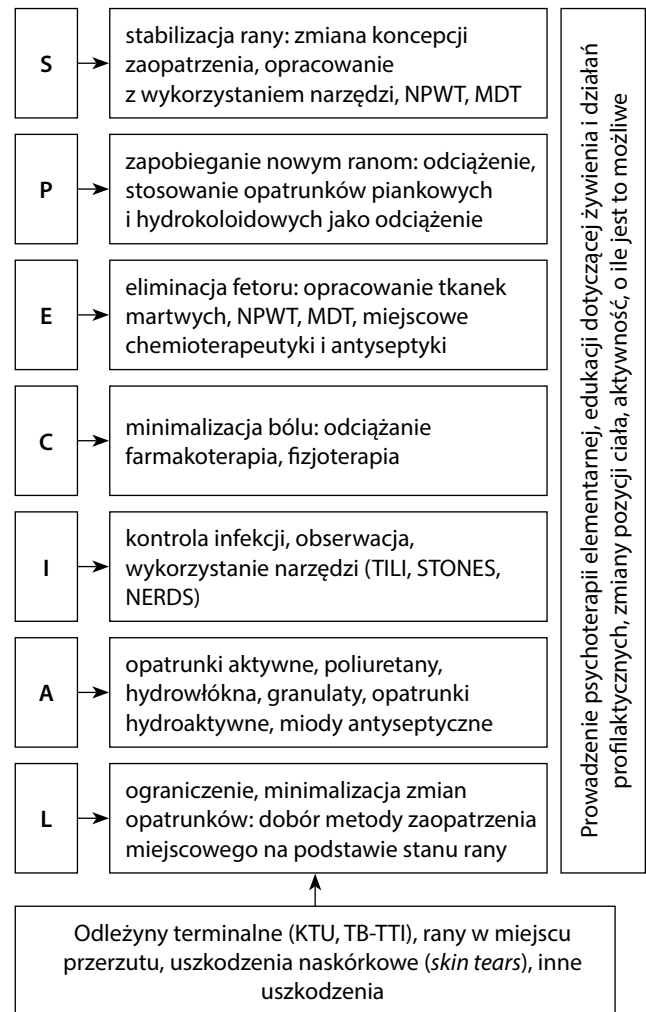 S
stabilizacja rany: zmiana koncepcji
zaopatrzenia, opracowanie
z wykorzystaniem narzędzi, NPWT, MDT
P
zapobieganie nowym ranom: odciążenie,
stosowanie opatrunków piankowych
i hydrokoloidowych jako odciążenie
E
eliminacja fetoru: opracowanie tkanek
martwych, NPWT, MDT, miejscowe
chemioterapeutyki i antyseptyki
C
minimalizacja bólu: odciążanie
farmakoterapia, fizjoterapia
I
kontrola infekcji, obserwacja,
wykorzystanie narzędzi (TILI, STONES,
NERDS)
A
opatrunki aktywne, poliuretany,
hydrowłókna, granulaty, opatrunki
hydroaktywne, miody antyseptyczne
L
ograniczenie, minimalizacja zmian
opatrunków: dobór metody zaopatrzenia
miejscowego na podstawie stanu rany
Prowadzenie psychoterapii elementarnej, edukacji dotyczącej żywienia i działań
profilaktycznych, zmiany pozycji ciała, aktywność, o ile jest to możliwe
Odleżyny terminalne (KTU, TB-TTI), rany w miejscu
przerzutu, uszkodzenia naskórkowe (skin tears), inne
uszkodzenia